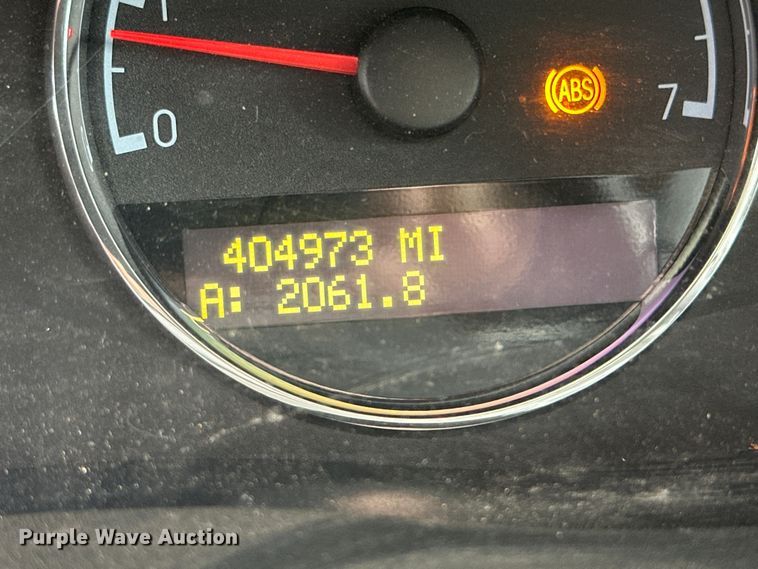 1
0
ABS
7
404973 MI
A: 2061.8
Purple Wave Auction